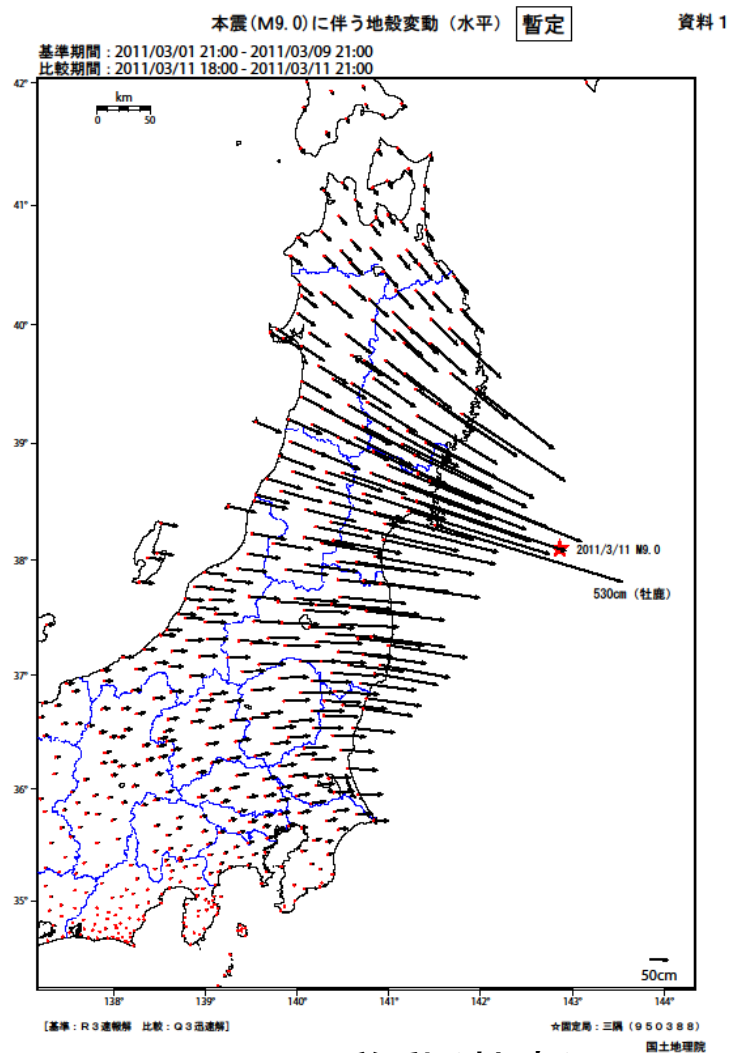 本震(M9.0)に伴う地殻変動（水平） 暫定 資料1
基準期間：2011/03/01 21:00 - 2011/03/09 21:00
比較期間：2011/03/11 18:00 - 2011/03/11 21:00
42°
km
0 50
41°
40°
39°
2011/3/11 M9.0
38°
530cm（牡鹿）
37°
36°
35°
50cm
138° 139° 140° 141° 142° 143° 144°
[基準：R3速報解 比較：Q3迅速解] ☆固定局：三隅（950388）
国土地理院